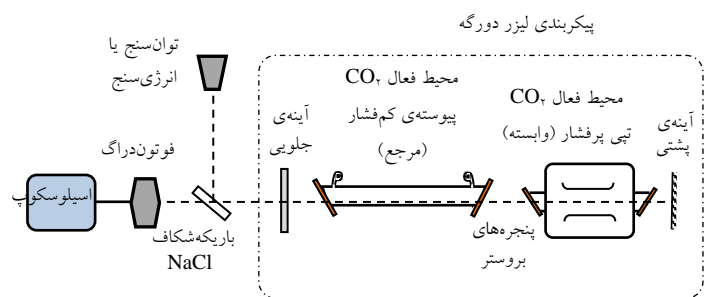 پیکربندی لیزر دورگه
توان‌سنج یا
انرژی‌سنج
محیط فعال CO₂
پیوسته‌ی کم‌فشار
(مرجع)
محیط فعال CO₂
تپی پرفشار (وابسته)
آینه‌ی
پشتی
آینه‌ی
جلویی
فوتون‌دراگ
اسیلوسکوپ
باریکه‌شکاف
NaCl
پنجره‌های
بروستر